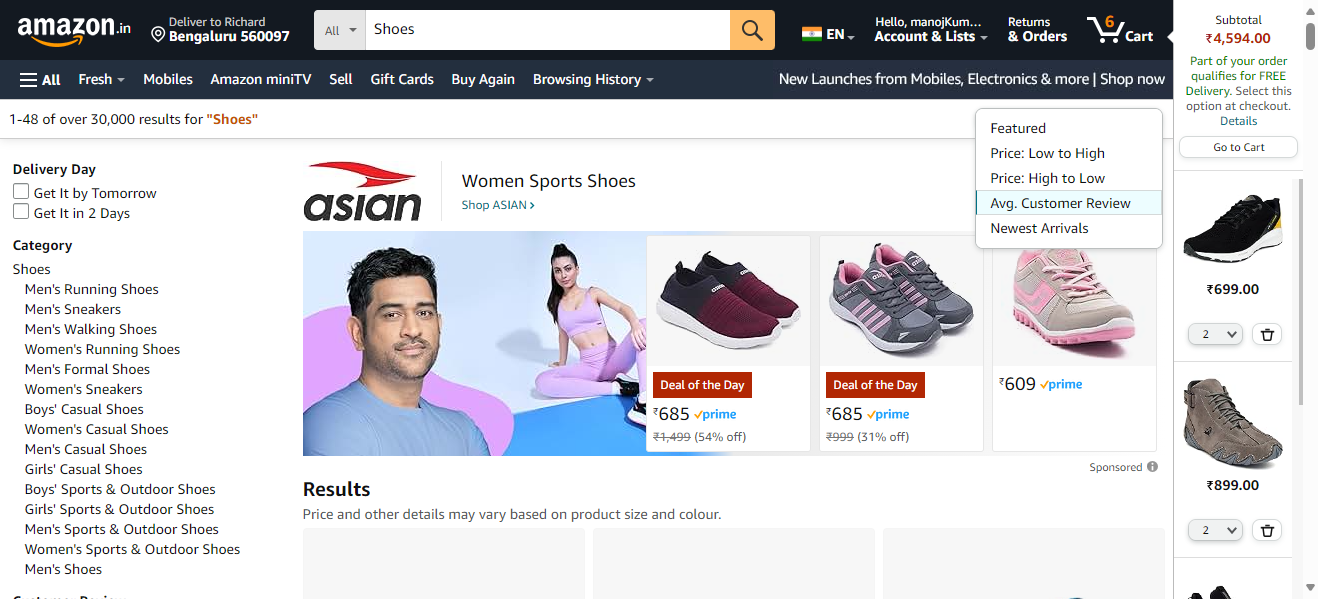 amazon.in
Deliver to Richard
Bengaluru 560097
All
Shoes
EN
Hello, manojKum...
Account & Lists
Returns
& Orders
6
Cart
All
Fresh
Mobiles
Amazon miniTV
Sell
Gift Cards
Buy Again
Browsing History
New Launches from Mobiles, Electronics & more | Shop now
1-48 of over 30,000 results for "Shoes"
Featured
Price: Low to High
Price: High to Low
Avg. Customer Review
Newest Arrivals
Delivery Day
Get It by Tomorrow
Get It in 2 Days
Category
Shoes
Men's Running Shoes
Men's Sneakers
Men's Walking Shoes
Women's Running Shoes
Men's Formal Shoes
Women's Sneakers
Boys' Casual Shoes
Women's Casual Shoes
Men's Casual Shoes
Girls' Casual Shoes
Boys' Sports & Outdoor Shoes
Girls' Sports & Outdoor Shoes
Men's Sports & Outdoor Shoes
Women's Sports & Outdoor Shoes
Men's Shoes
asian
Women Sports Shoes
Shop ASIAN ›
Deal of the Day
₹685 prime
₹1,499 (54% off)
Deal of the Day
₹685 prime
₹999 (31% off)
₹609 prime
Sponsored
Results
Price and other details may vary based on product size and colour.
Subtotal
₹4,594.00
Part of your order
qualifies for FREE
Delivery. Select this
option at checkout.
Details
Go to Cart
₹699.00
2
₹899.00
2